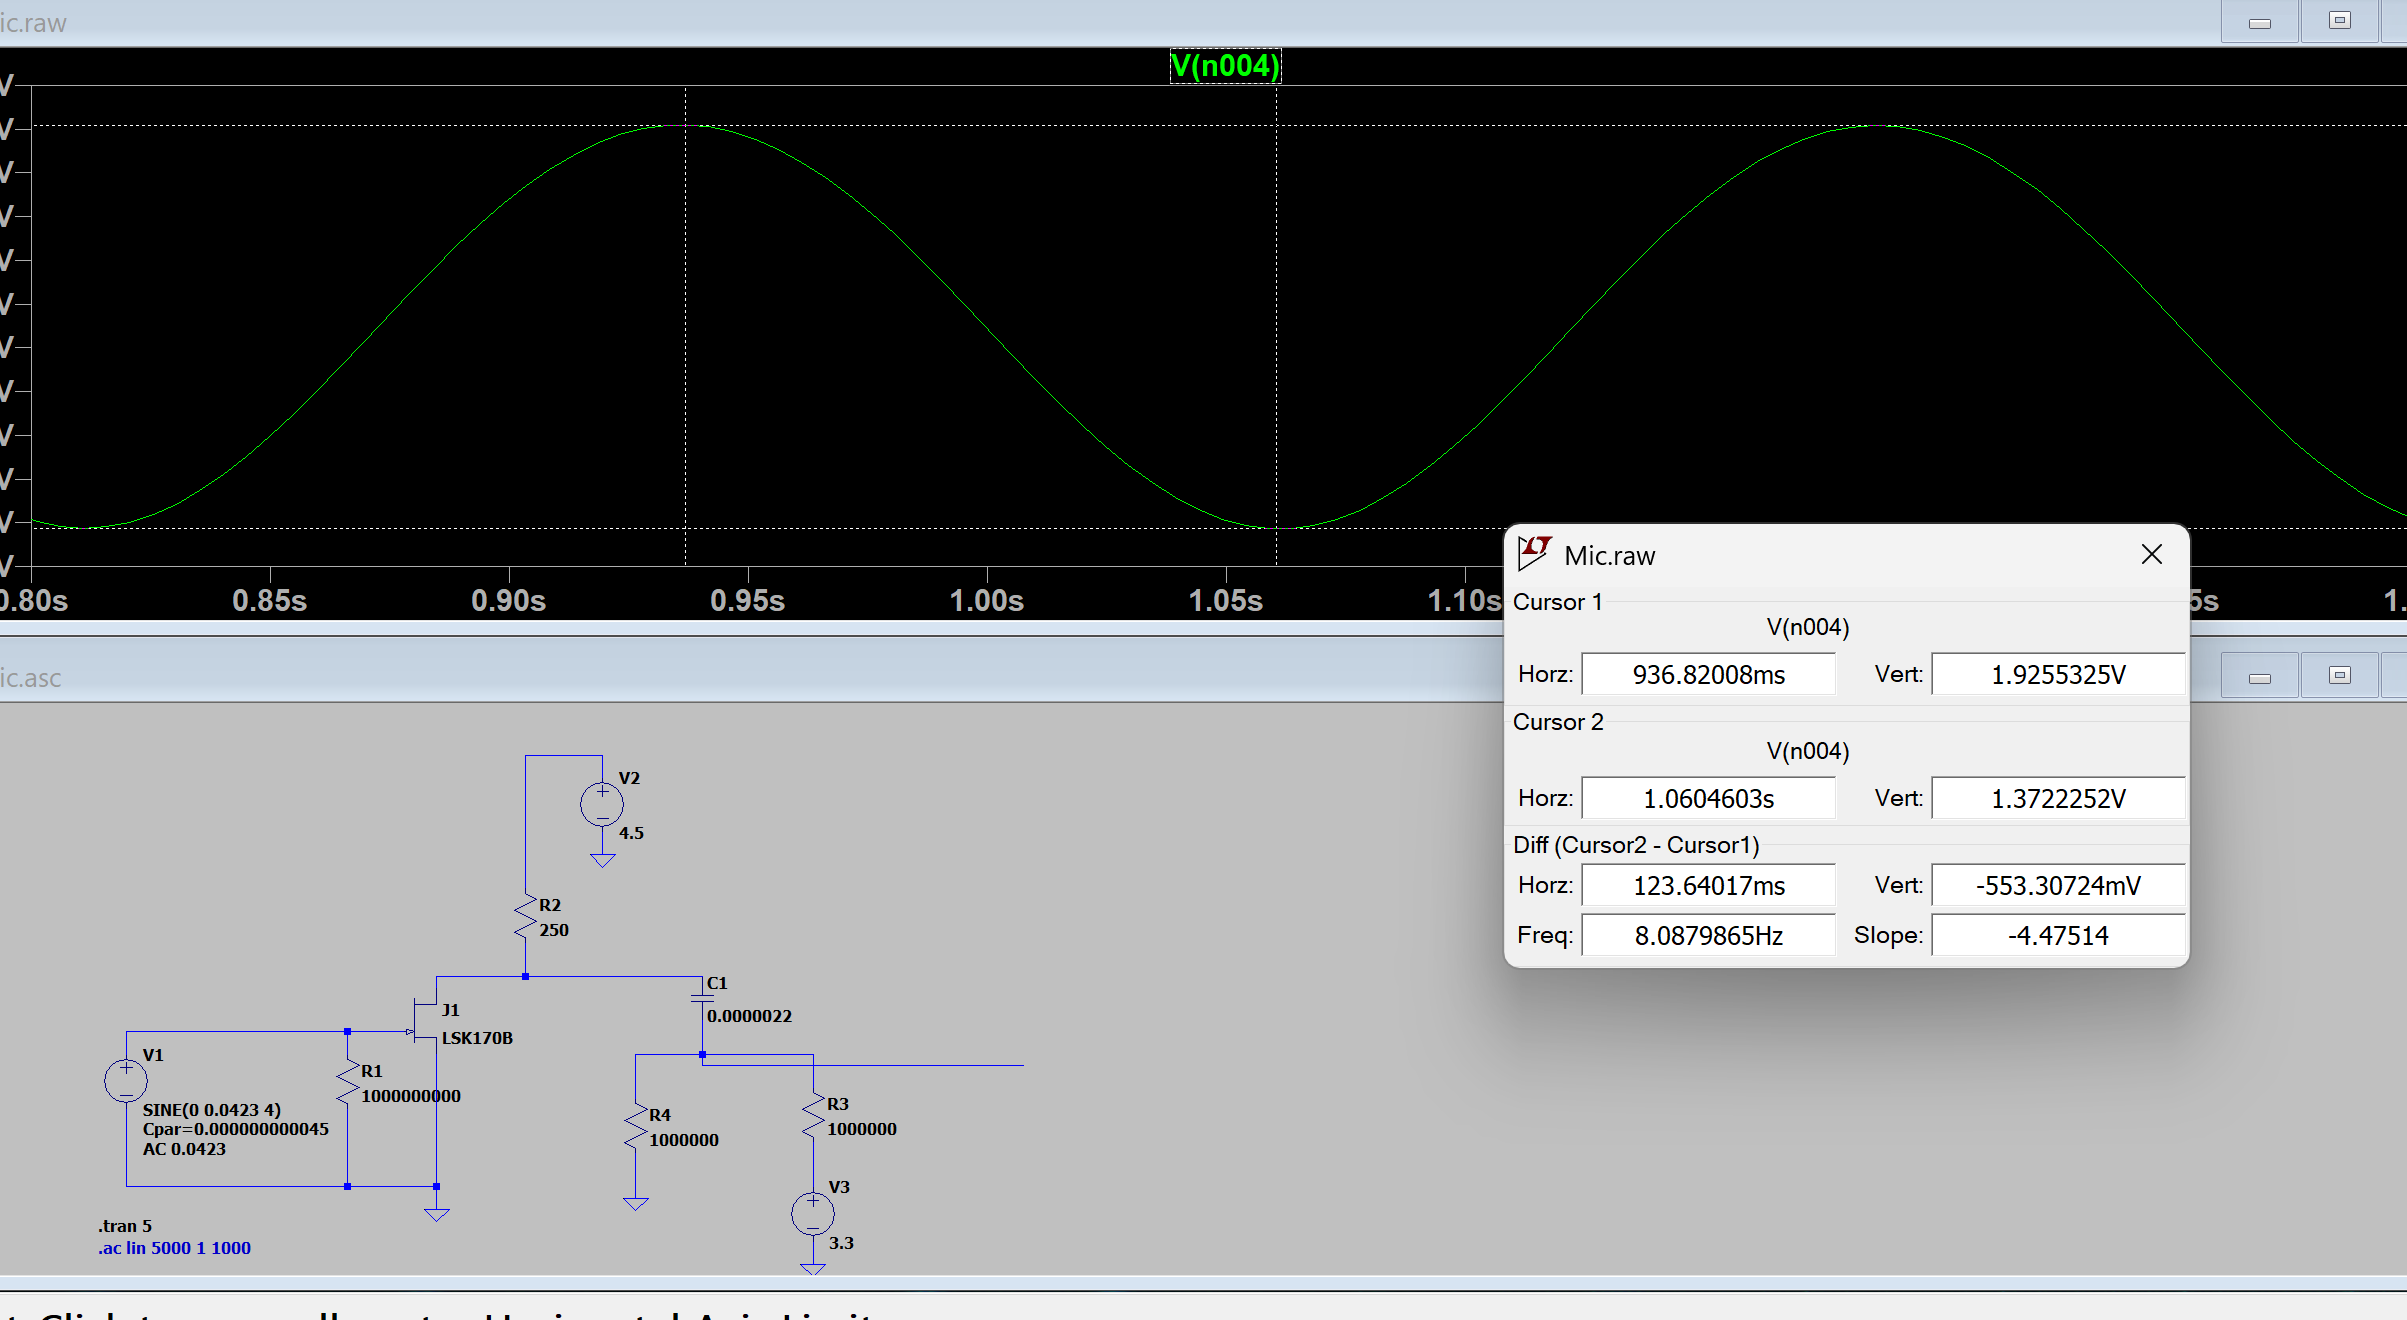 ic.raw
V(n004)
V
V
V
V
V
V
V
V
V
V
V
V
0.80s 0.85s 0.90s 0.95s 1.00s 1.05s 1.10s 5s 1.
Mic.raw
Cursor 1
V(n004)
Horz: 936.82008ms Vert: 1.9255325V
Cursor 2
V(n004)
Horz: 1.0604603s Vert: 1.3722252V
Diff (Cursor2 - Cursor1)
Horz: 123.64017ms Vert: -553.30724mV
Freq: 8.0879865Hz Slope: -4.47514
ic.asc
V2
4.5
R2
250
C1
0.0000022
J1
LSK170B
V1
SINE(0 0.0423 4)
Cpar=0.000000000045
AC 0.0423
R1
1000000000
R4
1000000
R3
1000000
V3
3.3
.tran 5
.ac lin 5000 1 1000